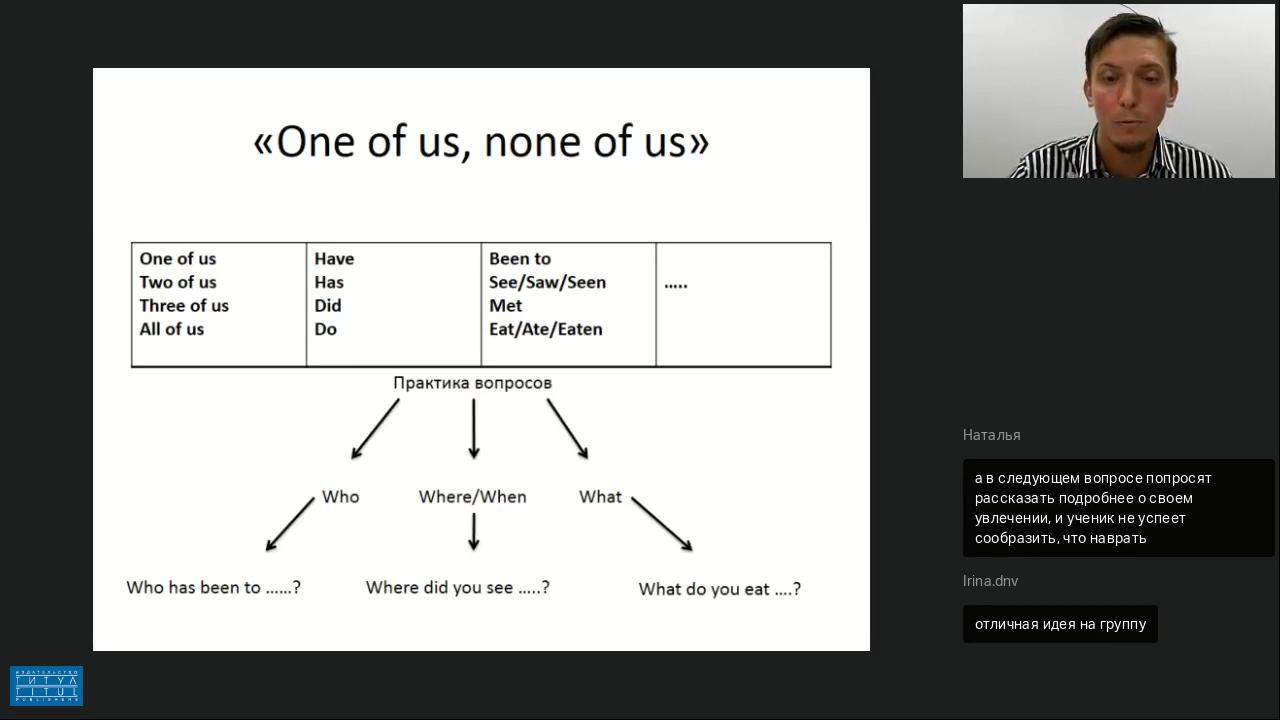 «One of us, none of us»
One of us
Two of us
Three of us
All of us
Have
Has
Did
Do
Been to
See/Saw/Seen
Met
Eat/Ate/Eaten
.....
Практика вопросов
Who
Where/When
What
Who has been to ......?
Where did you see .....?
What do you eat ....?
Наталья
а в следующем вопросе попросят
рассказать подробнее о своем
увлечении, и ученик не успеет
сообразить, что наврать
Irina.dnv
отличная идея на группу
ИЗДАТЕЛЬСТВО
ТИТУЛ
TITUL
PUBLISHERS